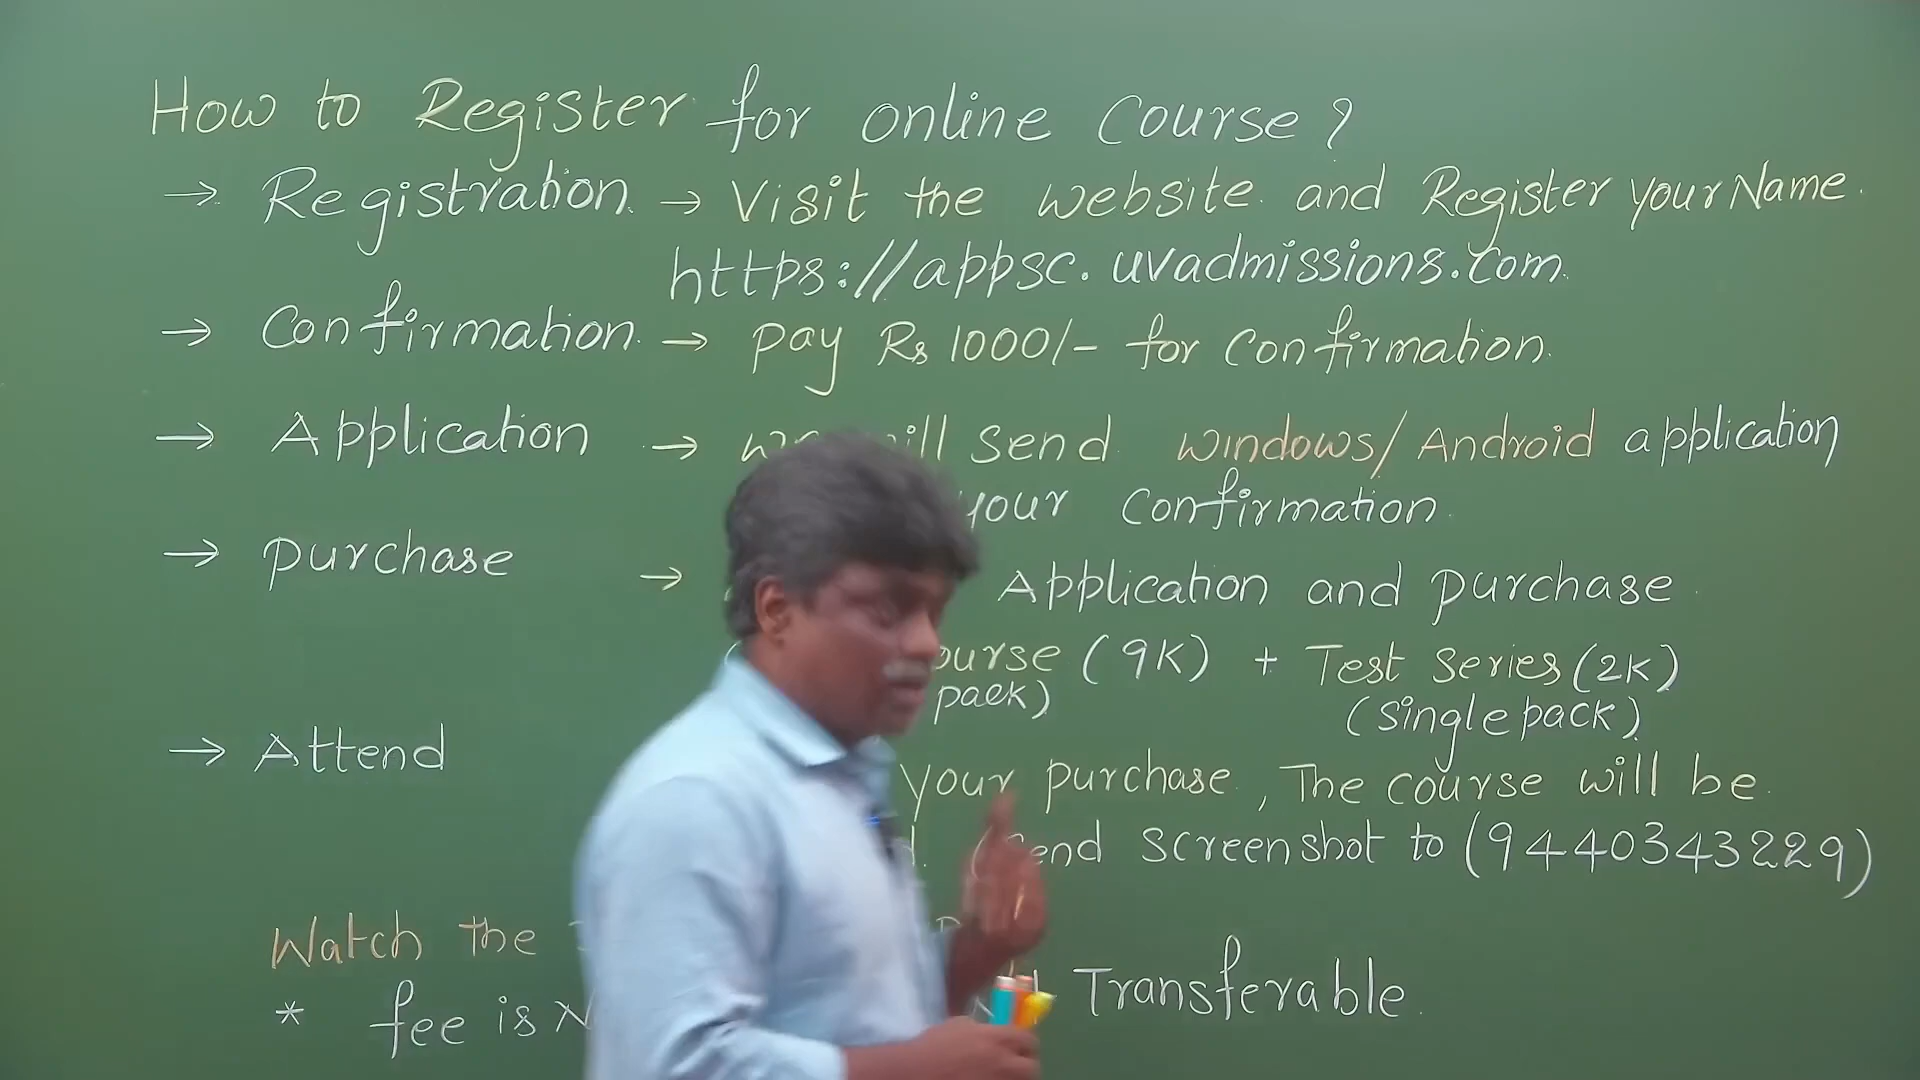 How to Register for online Course?
→ Registration → Visit the website and Register your Name.
https://appsc.uvadmissions.com
→ Confirmation → pay Rs 1000/- for Confirmation.
→ Application → will send Windows/Android application
your Confirmation.
→ purchase → Application and purchase.
(9K) + Test Series (2K)
pack) (Single pack)
→ Attend your purchase, The course will be
Screenshot to (9440343229)
Watch the
* fee is Transferable.